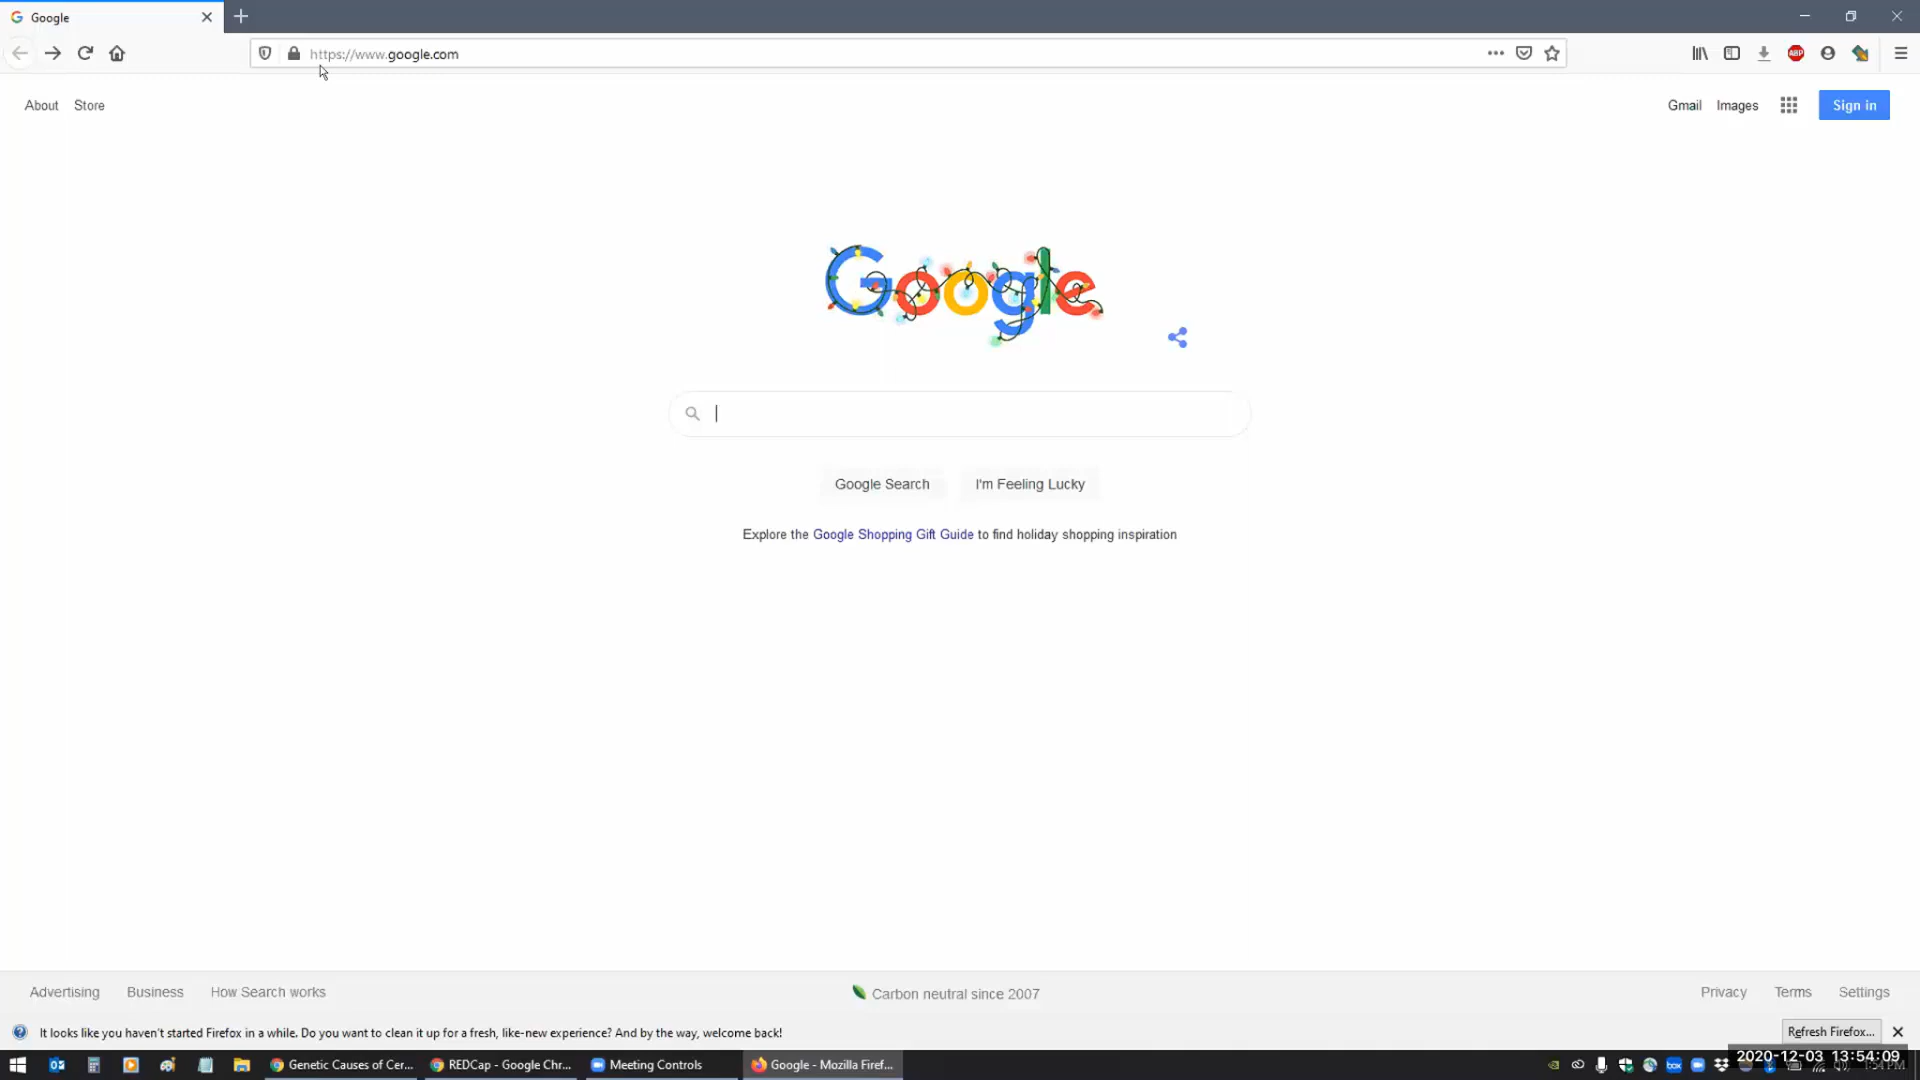 Google
https://www.google.com
ABP
About Store
Gmail Images Sign in
Google
Google Search I'm Feeling Lucky
Explore the Google Shopping Gift Guide to find holiday shopping inspiration
Advertising Business How Search works
Carbon neutral since 2007
Privacy Terms Settings
It looks like you haven't started Firefox in a while. Do you want to clean it up for a fresh, like-new experience? And by the way, welcome back!
Refresh Firefox...
Genetic Causes of Cer...
REDCap - Google Chr...
Meeting Controls
Google - Mozilla Firef...
box
2020-12-03 13:54:09